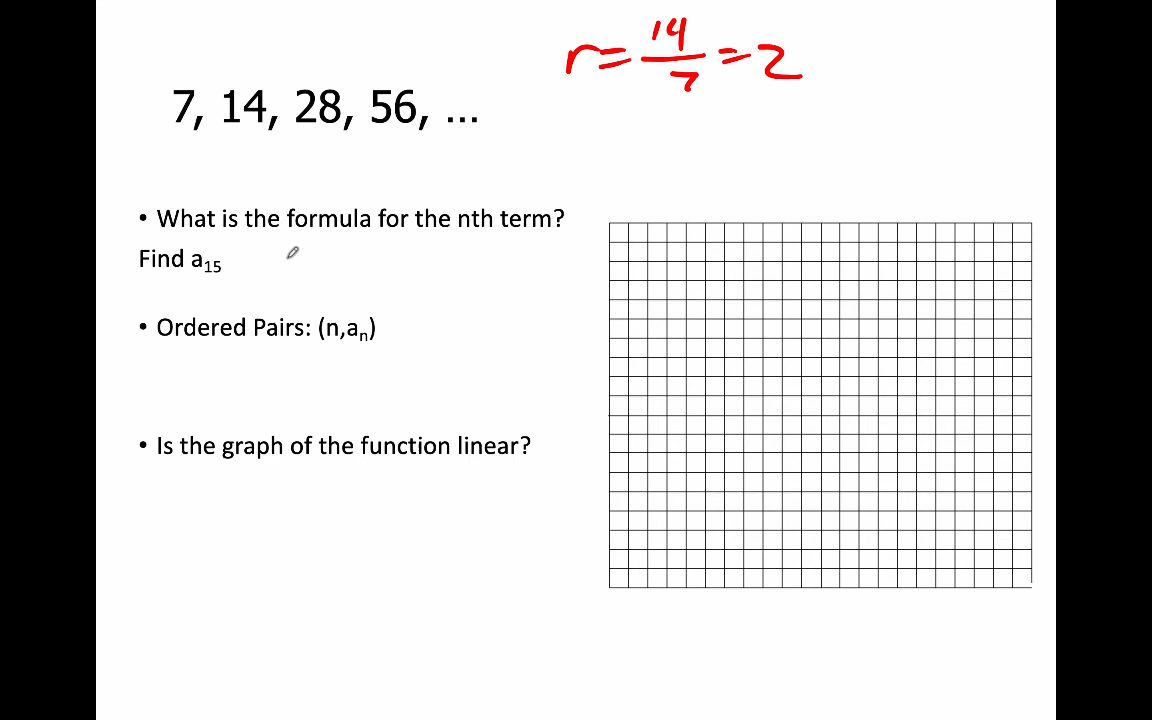 r = 14/7 = 2
7, 14, 28, 56, …
• What is the formula for the nth term?
Find a₁₅
• Ordered Pairs: (n,aₙ)
• Is the graph of the function linear?